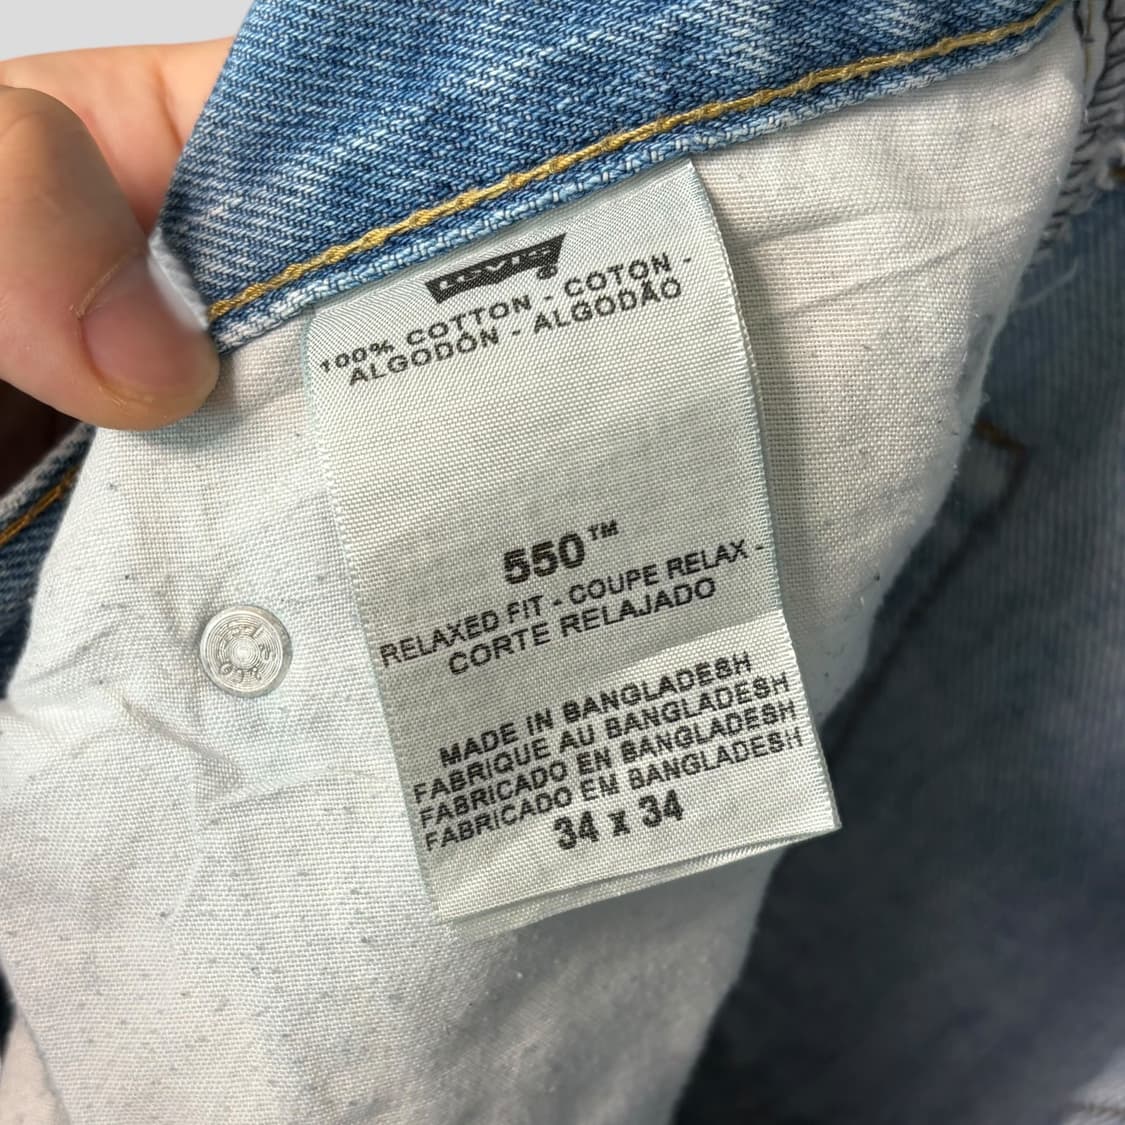 LEVI'S
100% COTTON - COTON -
ALGODÓN - ALGODÃO
550™
RELAXED FIT - COUPE RELAX -
CORTE RELAJADO
MADE IN BANGLADESH
FABRIQUE AU BANGLADESH
FABRICADO EN BANGLADESH
FABRICADO EM BANGLADESH
34 x 34